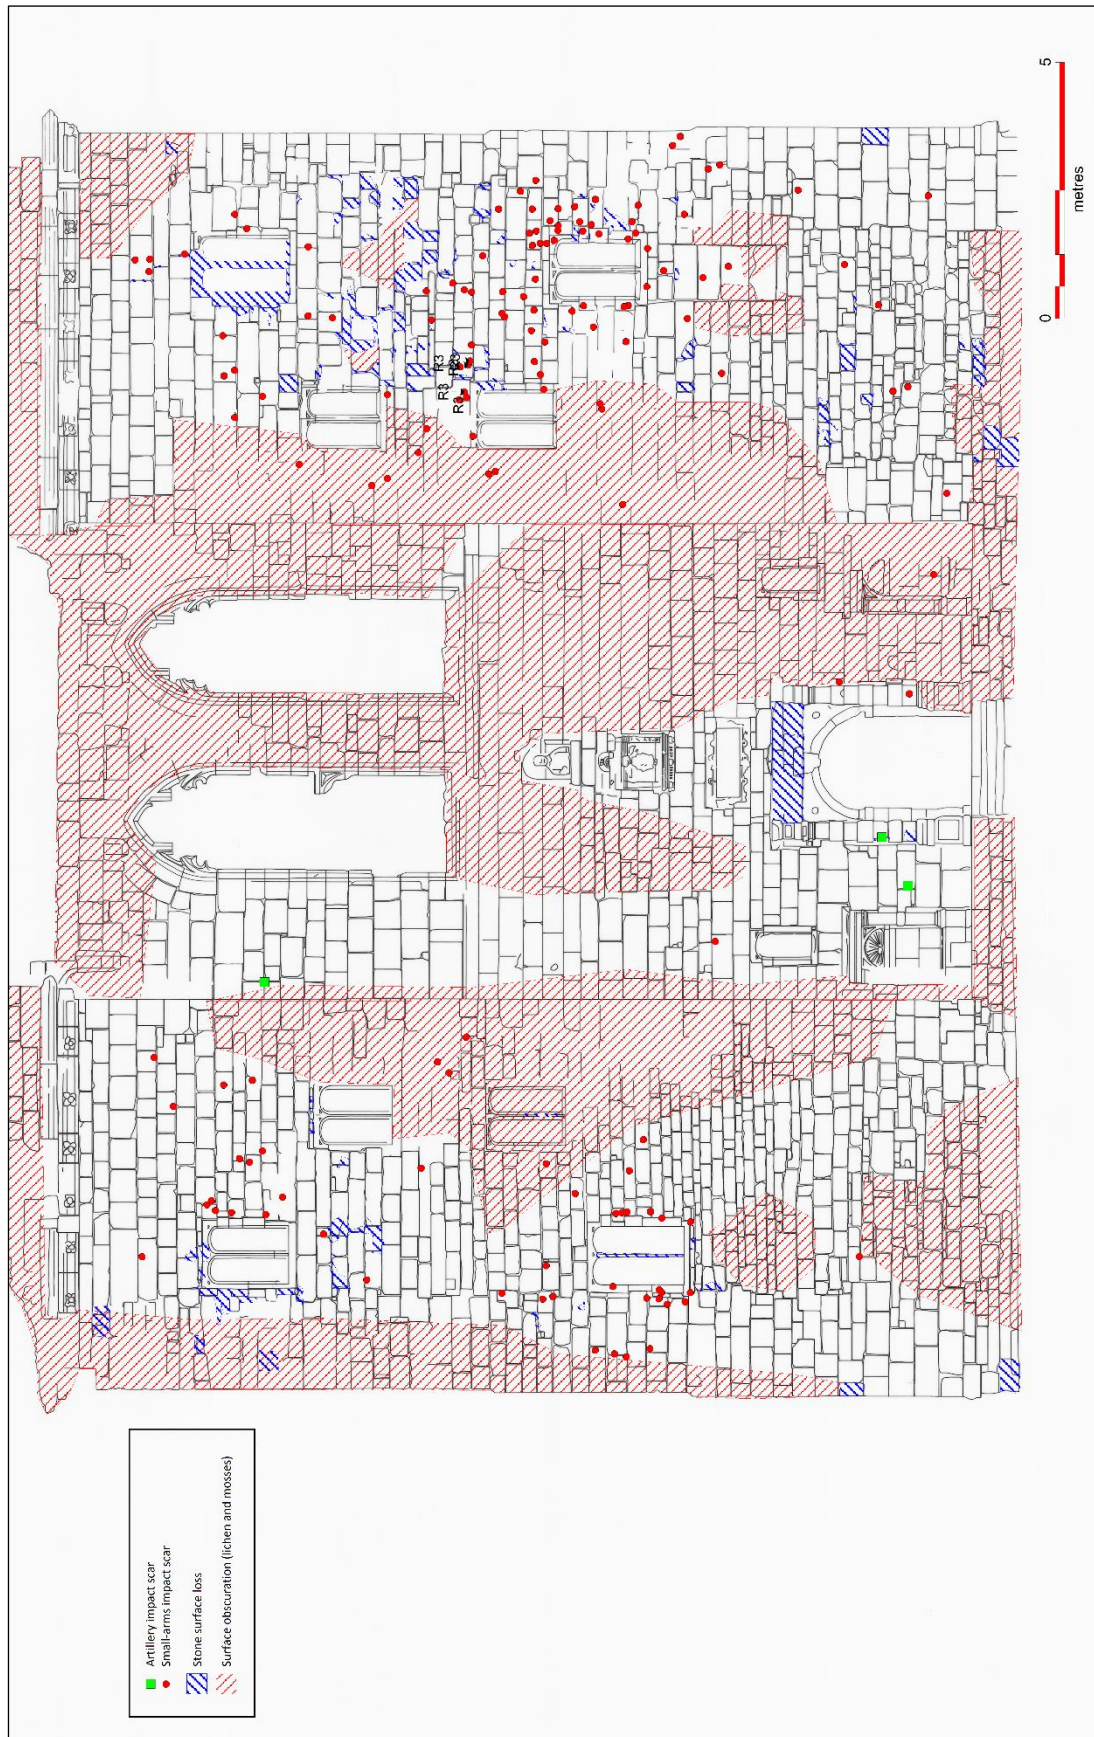 5
0
metres
R3
R3
R3
R3
Artillery impact scar
Small-arms impact scar
Stone surface loss
Surface obscuration (lichen and mosses)